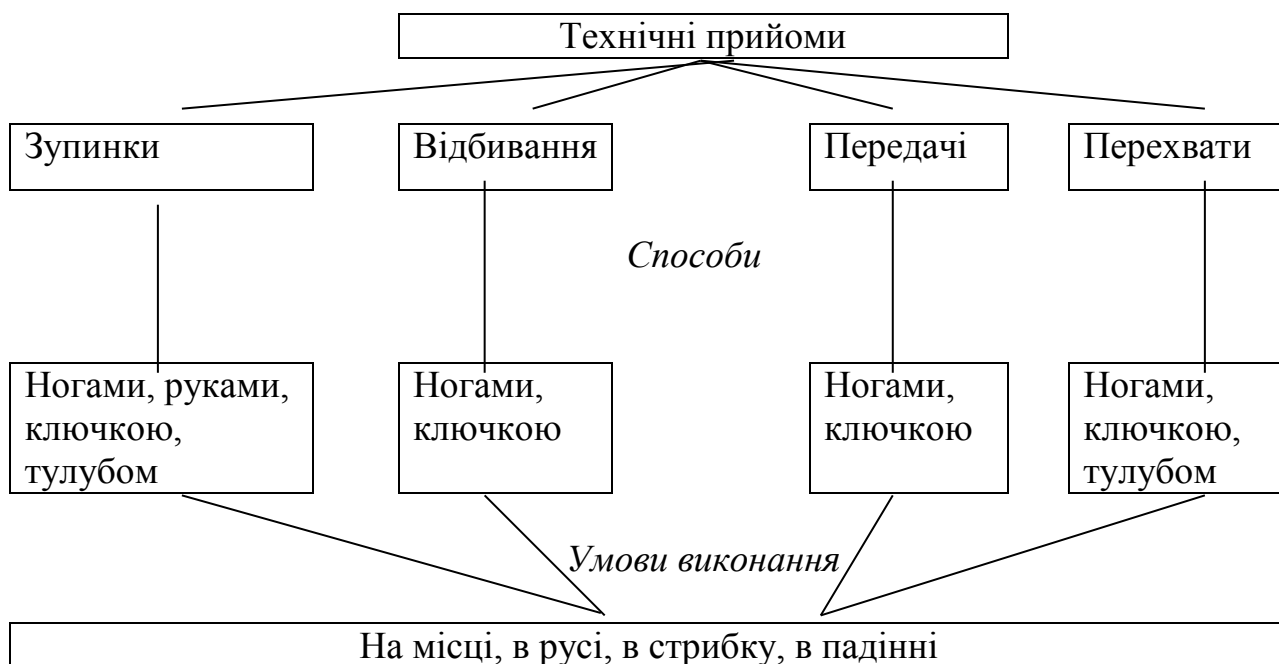 Технічні прийоми
Зупинки
Відбивання
Передачі
Перехвати
Способи
Ногами, руками,
ключкою,
тулубом
Ногами,
ключкою
Ногами,
ключкою
Ногами,
ключкою,
тулубом
Умови виконання
На місці, в русі, в стрибку, в падінні